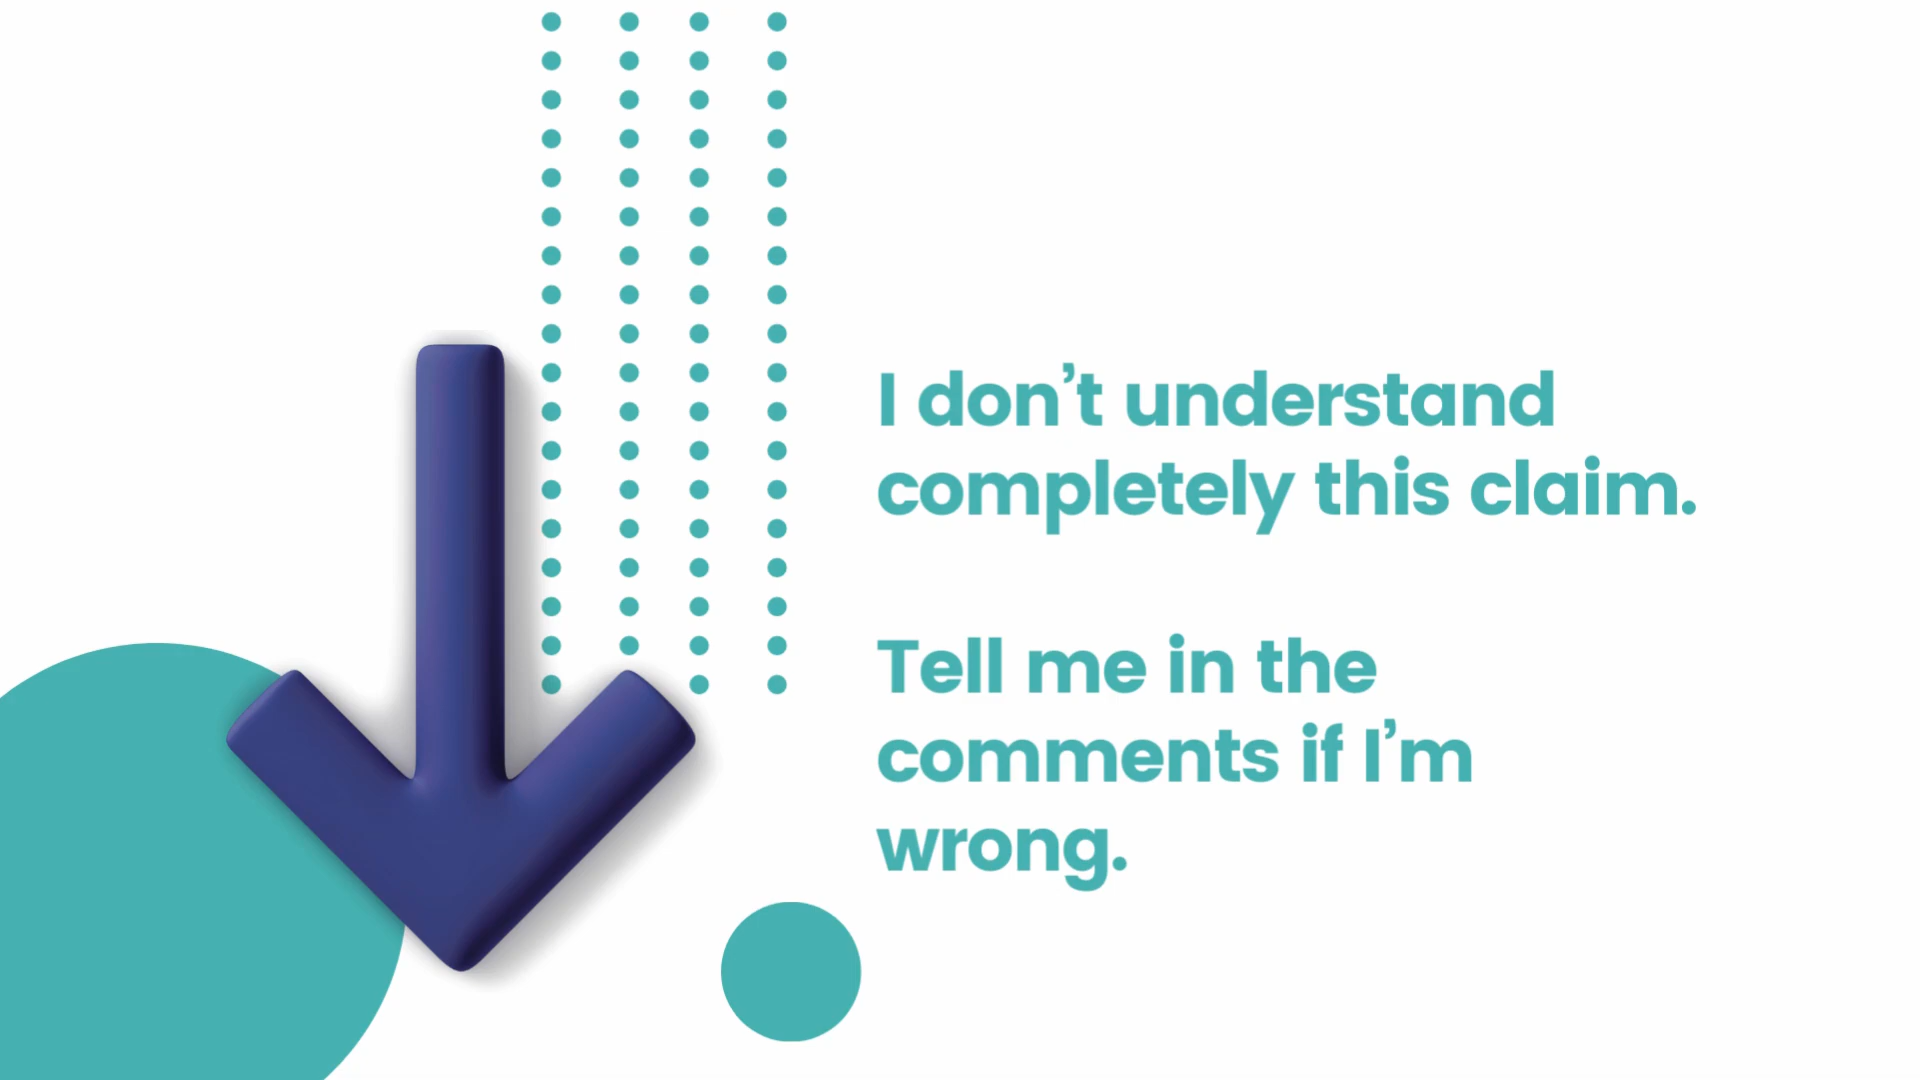 I don’t understand
completely this claim.
Tell me in the
comments if I’m
wrong.